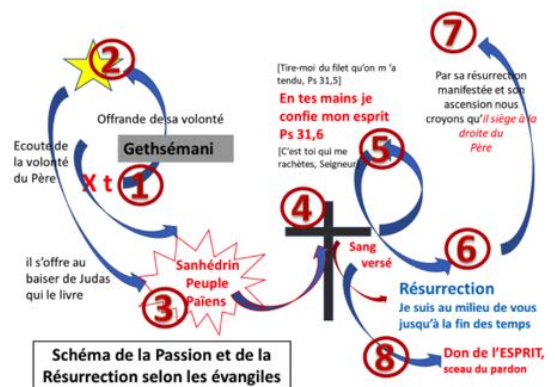 2
Offrande de sa volonté
Ecoute de
la volonté
du Père
Gethsémani
X t
1
il s'offre au
baiser de Judas
qui le livre
Sanhédrin
Peuple
Païens
3
Schéma de la Passion et de la
Résurrection selon les évangiles
[Tire-moi du filet qu'on m 'a
tendu, Ps 31,5]
En tes mains je
confie mon esprit
Ps 31,6
[C'est toi qui me
rachètes, Seigneur
5
4
Sang
versé
7
Par sa résurrection
manifestée et son
ascension nous
croyons qu'il siège à la
droite du
Père
6
Résurrection
Je suis au milieu de vous
jusqu'à la fin des temps
8
Don de l'ESPRIT,
sceau du pardon